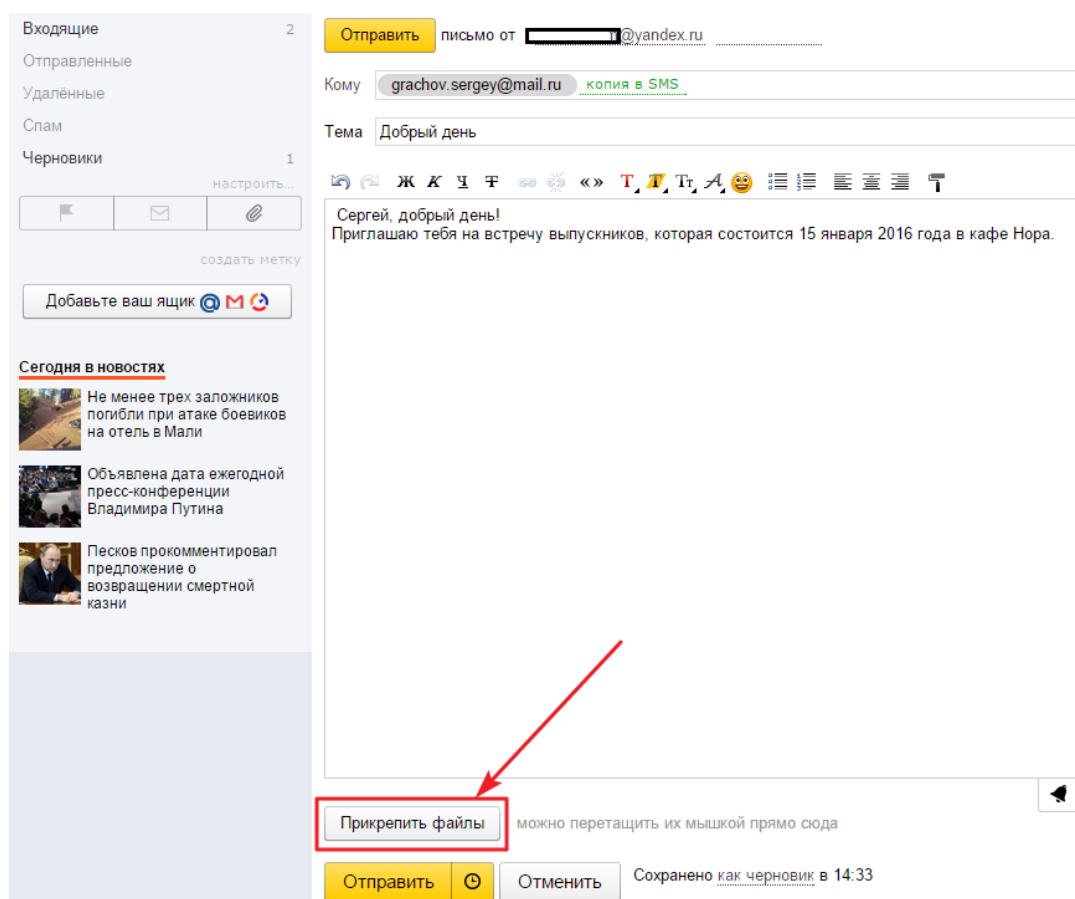 Входящие 2
Отправленные
Удалённые
Спам
Черновики 1
настроить...
создать метку
Добавьте ваш ящик
Сегодня в новостях
Не менее трех заложников
погибли при атаке боевиков
на отель в Мали
Объявлена дата ежегодной
пресс-конференции
Владимира Путина
Песков прокомментировал
предложение о
возвращении смертной
казни
Отправить письмо от @yandex.ru
Кому grachov.sergey@mail.ru копия в SMS
Тема Добрый день
Ж К Ч Т «» Т Т Тт А
Сергей, добрый день!
Приглашаю тебя на встречу выпускников, которая состоится 15 января 2016 года в кафе Нора.
Прикрепить файлы можно перетащить их мышкой прямо сюда
Отправить Отменить Сохранено как черновик в 14:33